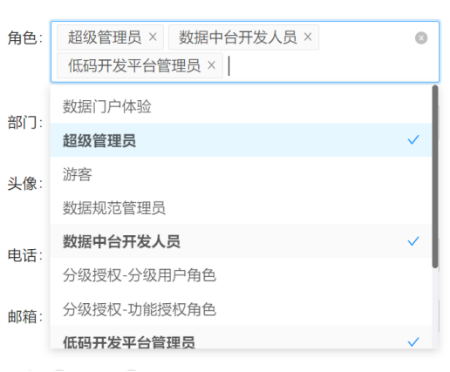 角色: 超级管理员 × 数据中台开发人员 ×
低码开发平台管理员 ×
数据门户体验
部门:
超级管理员
头像:
游客
数据规范管理员
数据中台开发人员
电话:
分级授权-分级用户角色
分级授权-功能授权角色
邮箱:
低码开发平台管理员